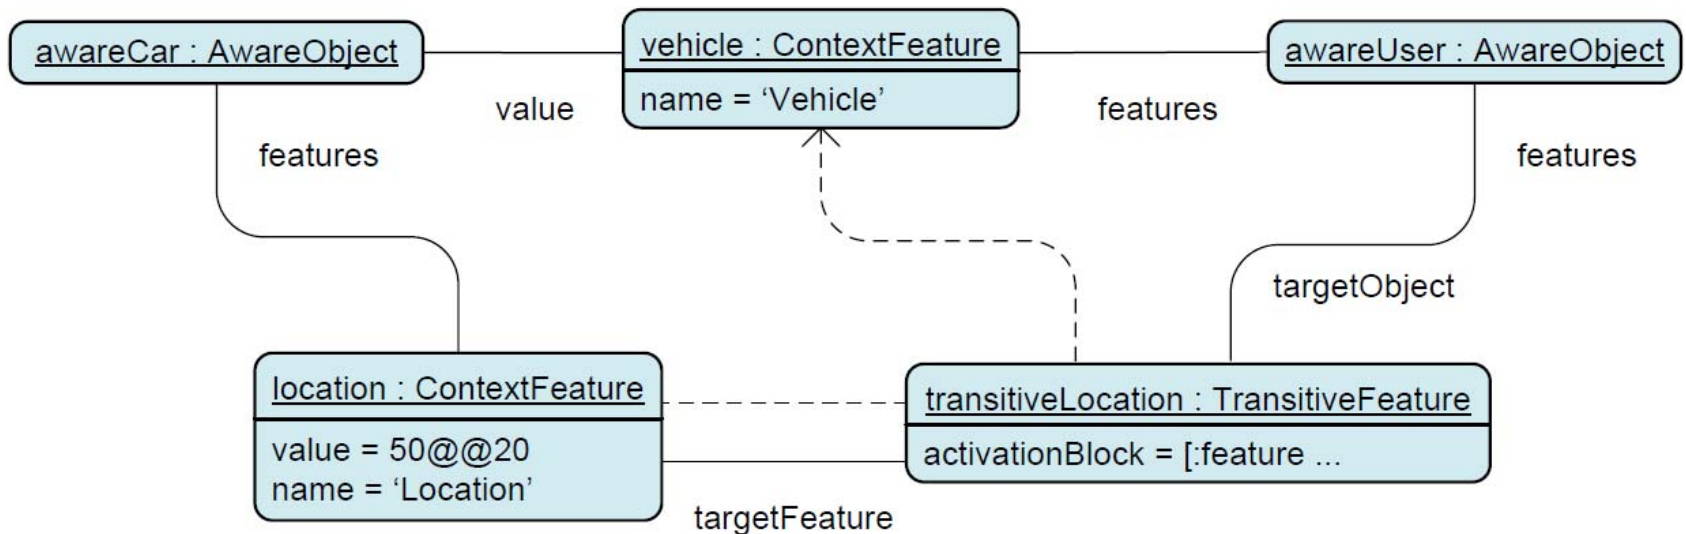 awareCar : AwareObject
vehicle : ContextFeature
name = ‘Vehicle’
awareUser : AwareObject
value
features
features
features
targetObject
location : ContextFeature
value = 50@@20
name = ‘Location’
transitiveLocation : TransitiveFeature
activationBlock = [:feature ...
targetFeature